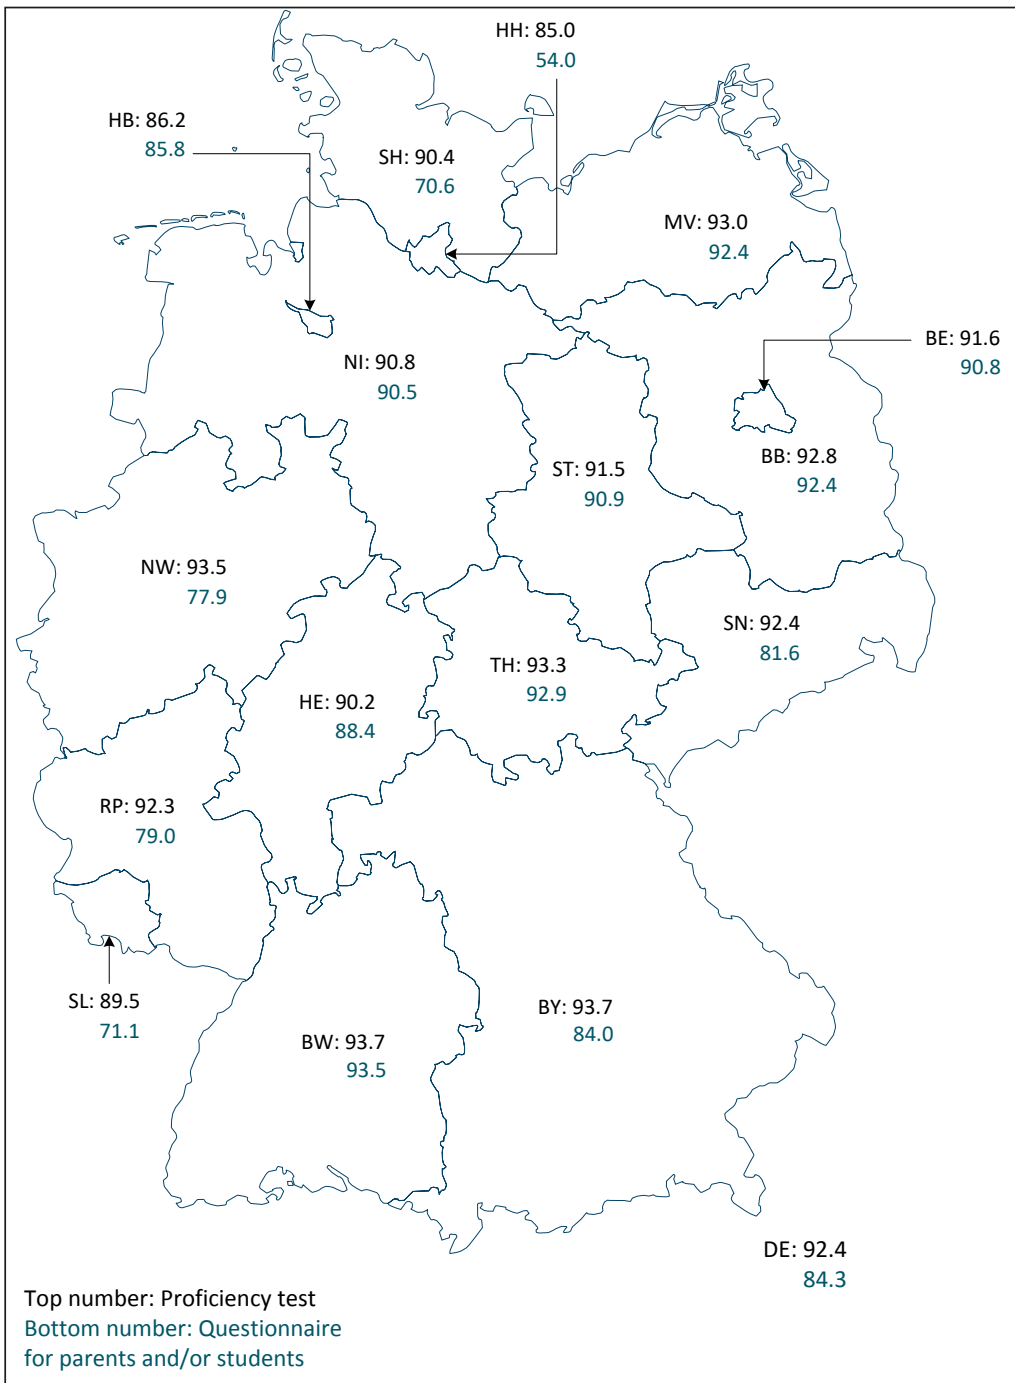 HH: 85.0
54.0
HB: 86.2
85.8
SH: 90.4
70.6
MV: 93.0
92.4
BE: 91.6
90.8
NI: 90.8
90.5
BB: 92.8
92.4
ST: 91.5
90.9
NW: 93.5
77.9
SN: 92.4
81.6
TH: 93.3
92.9
HE: 90.2
88.4
RP: 92.3
79.0
SL: 89.5
71.1
BY: 93.7
84.0
BW: 93.7
93.5
DE: 92.4
84.3
Top number: Proficiency test
Bottom number: Questionnaire
for parents and/or students